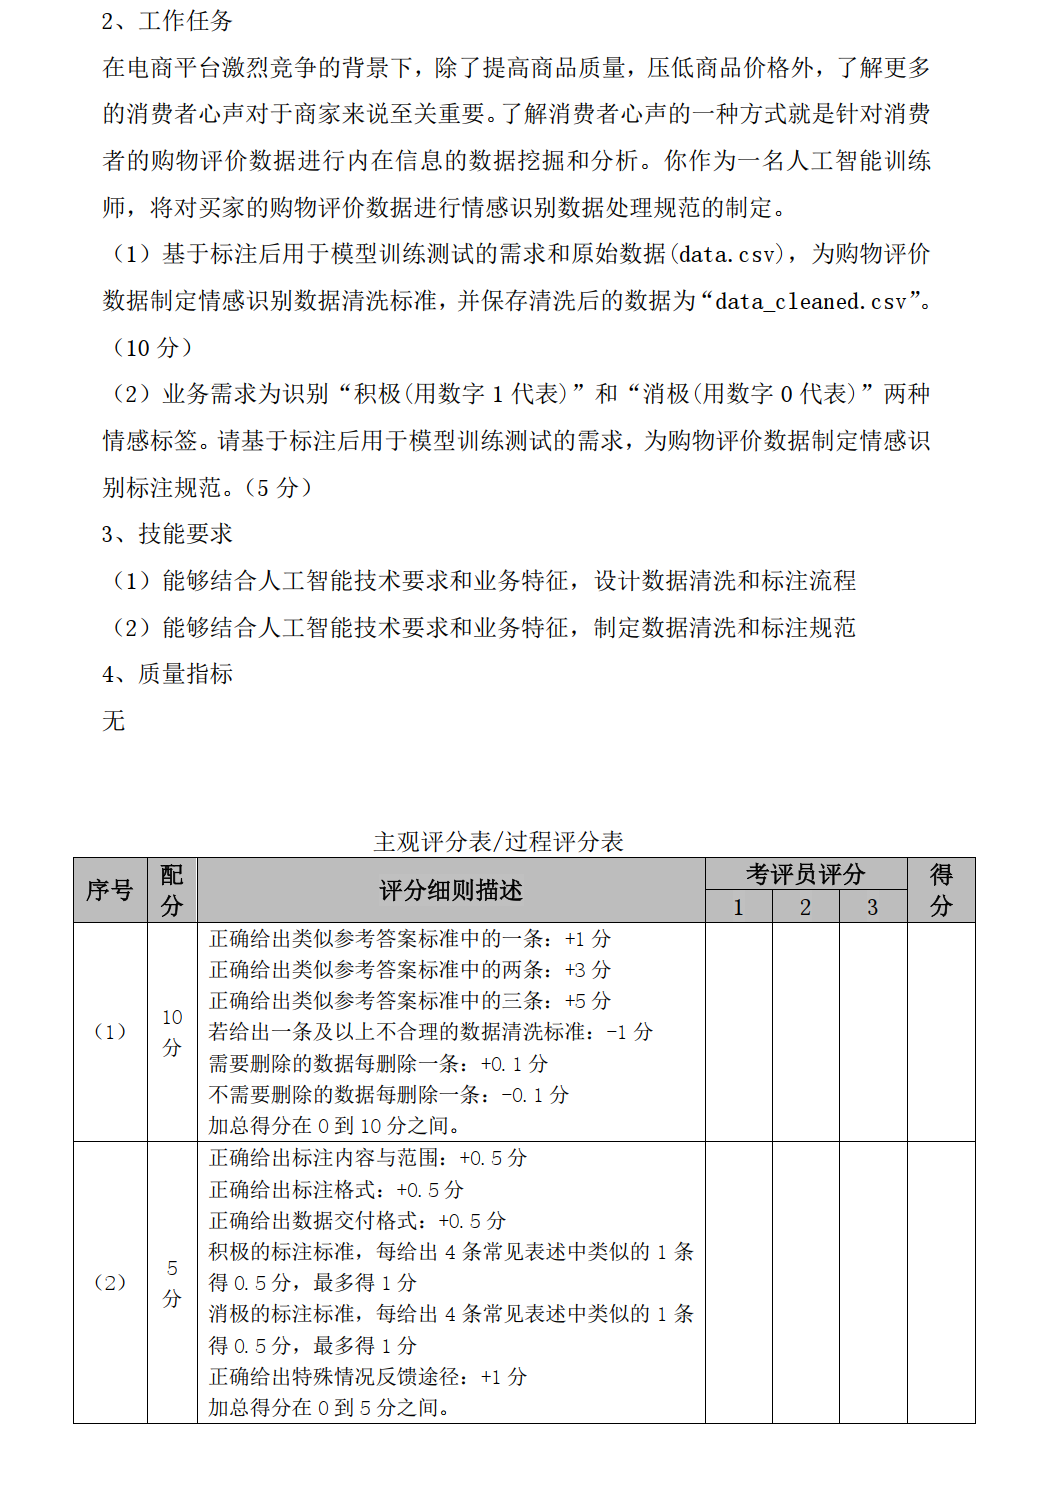 2、工作任务
在电商平台激烈竞争的背景下，除了提高商品质量，压低商品价格外，了解更多
的消费者心声对于商家来说至关重要。了解消费者心声的一种方式就是针对消费
者的购物评价数据进行内在信息的数据挖掘和分析。你作为一名人工智能训练
师，将对买家的购物评价数据进行情感识别数据处理规范的制定。
（1）基于标注后用于模型训练测试的需求和原始数据(data.csv)，为购物评价
数据制定情感识别数据清洗标准，并保存清洗后的数据为“data_cleaned.csv”。
（10 分）
（2）业务需求为识别“积极(用数字 1 代表)”和“消极(用数字 0 代表)”两种
情感标签。请基于标注后用于模型训练测试的需求，为购物评价数据制定情感识
别标注规范。（5 分）
3、技能要求
（1）能够结合人工智能技术要求和业务特征，设计数据清洗和标注流程
（2）能够结合人工智能技术要求和业务特征，制定数据清洗和标注规范
4、质量指标
无
主观评分表/过程评分表
序号 配分 评分细则描述 考评员评分 得分
1 2 3
（1） 10 分
正确给出类似参考答案标准中的一条：+1 分
正确给出类似参考答案标准中的两条：+3 分
正确给出类似参考答案标准中的三条：+5 分
若给出一条及以上不合理的数据清洗标准：-1 分
需要删除的数据每删除一条：+0.1 分
不需要删除的数据每删除一条：-0.1 分
加总得分在 0 到 10 分之间。
（2） 5 分
正确给出标注内容与范围：+0.5 分
正确给出标注格式：+0.5 分
正确给出数据交付格式：+0.5 分
积极的标注标准，每给出 4 条常见表述中类似的 1 条
得 0.5 分，最多得 1 分
消极的标注标准，每给出 4 条常见表述中类似的 1 条
得 0.5 分，最多得 1 分
正确给出特殊情况反馈途径：+1 分
加总得分在 0 到 5 分之间。